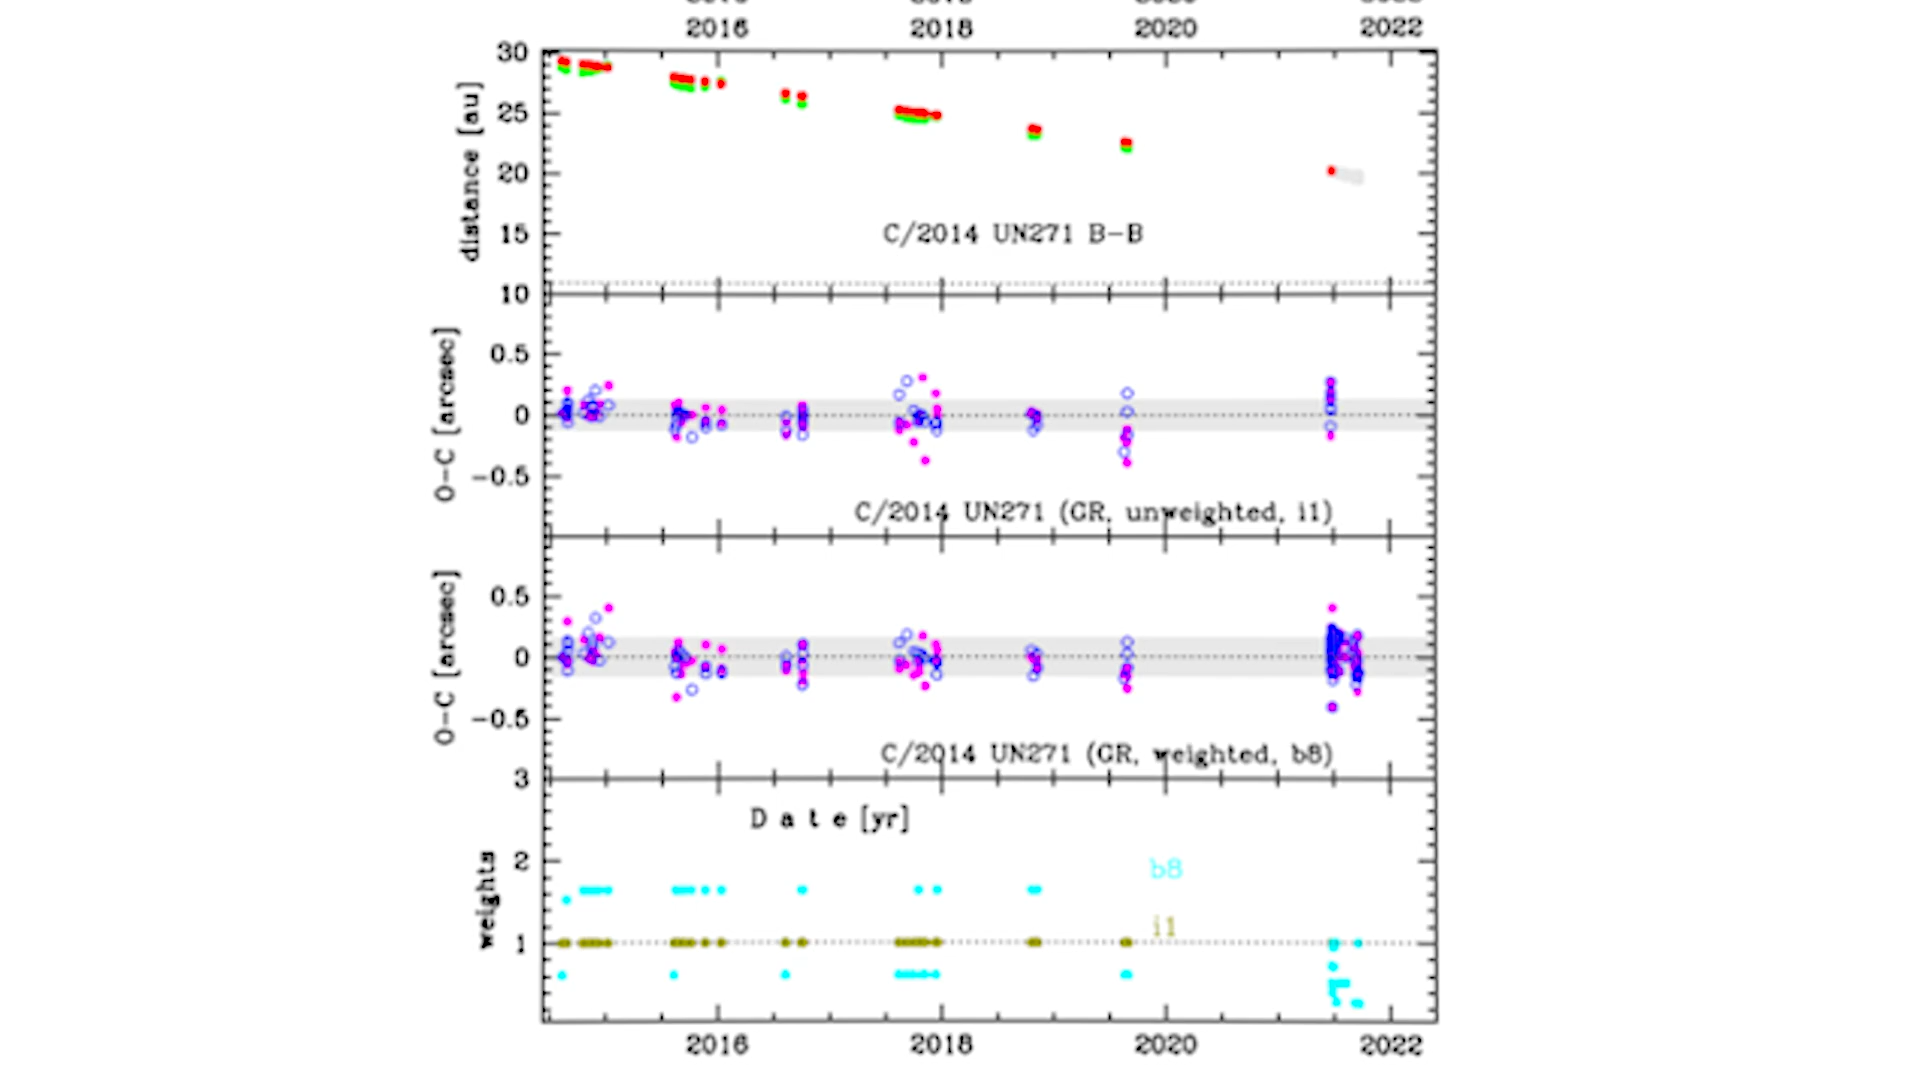 2016 2018 2020 2022
30
25
20
15
10
distance [au]
C/2014 UN271 B-B
0.5
0
-0.5
O-C [arcsec]
C/2014 UN271 (GR, unweighted, i1)
0.5
0
-0.5
O-C [arcsec]
C/2014 UN271 (GR, weighted, b8)
3
2
1
weights
Date [yr]
b8
i1
2016 2018 2020 2022